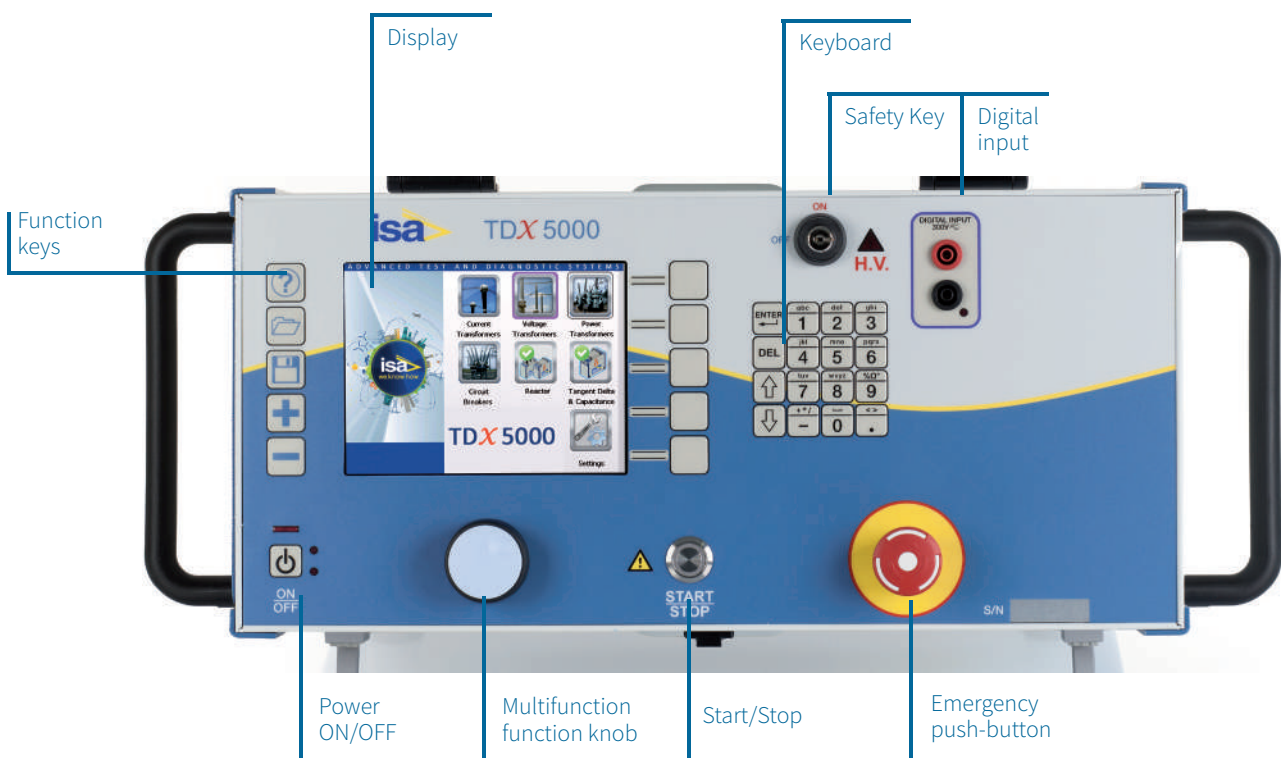 Display
Keyboard
Safety Key
Digital
input
Function
keys
isa
TDX 5000
ON
OFF
H.V.
DIGITAL INPUT
ADVANCED TEST AND DIAGNOSTIC SYSTEMS
Current
Transformers
Voltage
Transformers
Power
Transformers
isa
Circuit
Breakers
Reactor
Tangent Delta
& Capacitance
TDX 5000
Settings
ENTER
abc
1
def
2
ghi
3
DEL
jkl
4
mno
5
pqrs
6
tuv
7
wxyz
8
%Ω°
9
+*/
-
0
<>
.
ON
OFF
START
STOP
S/N
Power
ON/OFF
Multifunction
function knob
Start/Stop
Emergency
push-button